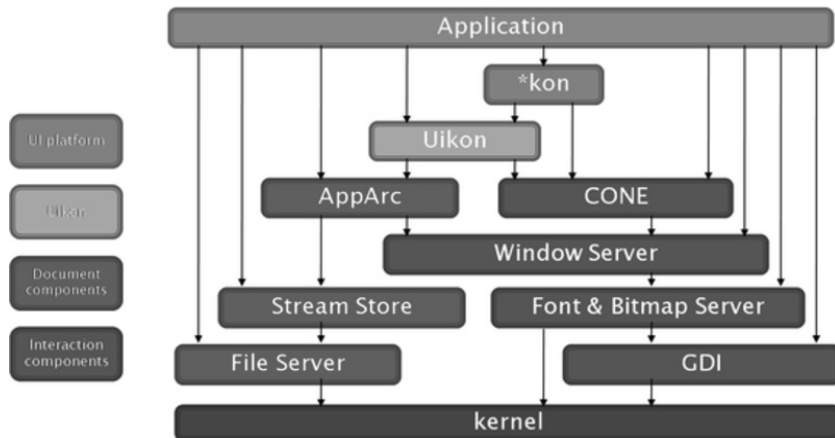 Application
*kon
UI platform
Uikon
Uikon
AppArc
CONE
Window Server
Document
components
Stream Store
Font & Bitmap Server
Interaction
components
File Server
GDI
kernel